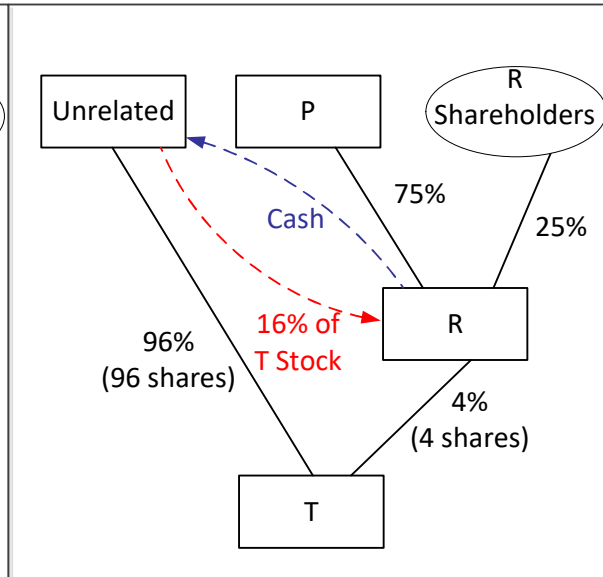 Unrelated
P
R
Shareholders
Cash
75%
25%
16% of
T Stock
R
96%
(96 shares)
4%
(4 shares)
T